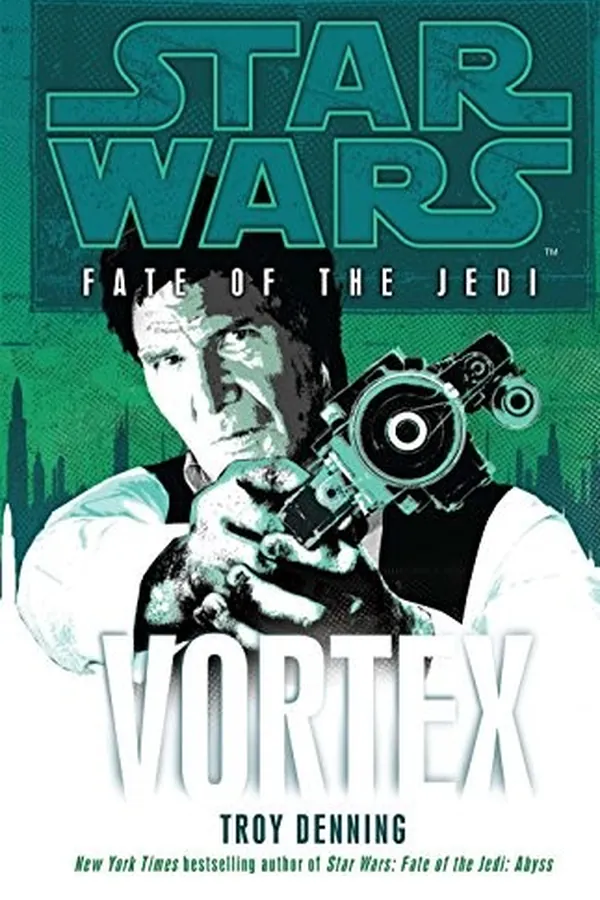 STAR
WARS
™
FATE OF THE JEDI
VORTEX
TROY DENNING
New York Times bestselling author of Star Wars: Fate of the Jedi: Abyss